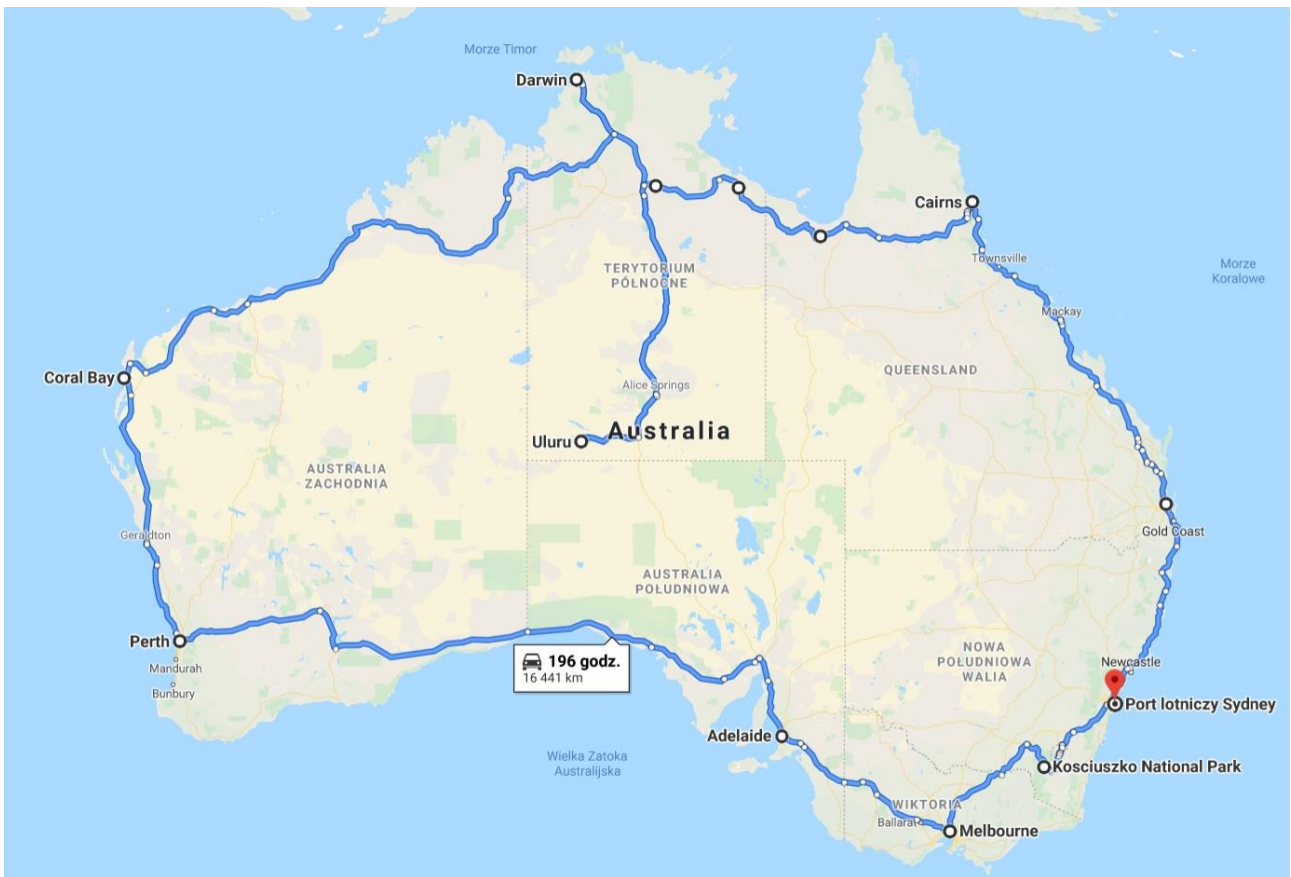 Morze Timor
Darwin
Cairns
Townsville
Morze
Koralowe
TERYTORIUM
PÓŁNOCNE
Mackay
Coral Bay
QUEENSLAND
Alice Springs
Uluru
Australia
AUSTRALIA
ZACHODNIA
Geraldton
Gold Coast
AUSTRALIA
POŁUDNIOWA
Perth
Mandurah
Bunbury
196 godz.
16 441 km
NOWA
POŁUDNIOWA
WALIA
Newcastle
Port lotniczy Sydney
Adelaide
Wielka Zatoka
Australijska
Kosciuszko National Park
WIKTORIA
Ballarat
Melbourne